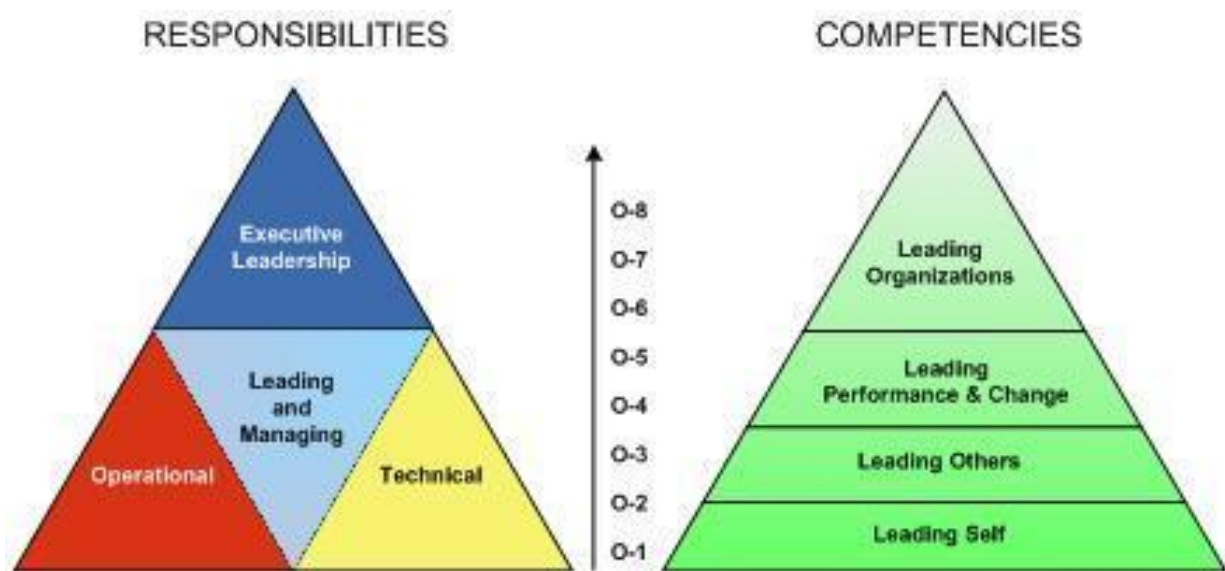 RESPONSIBILITIES
Executive
Leadership
Leading
and
Managing
Operational
Technical
O-8
O-7
O-6
O-5
O-4
O-3
O-2
O-1
COMPETENCIES
Leading
Organizations
Leading
Performance & Change
Leading Others
Leading Self